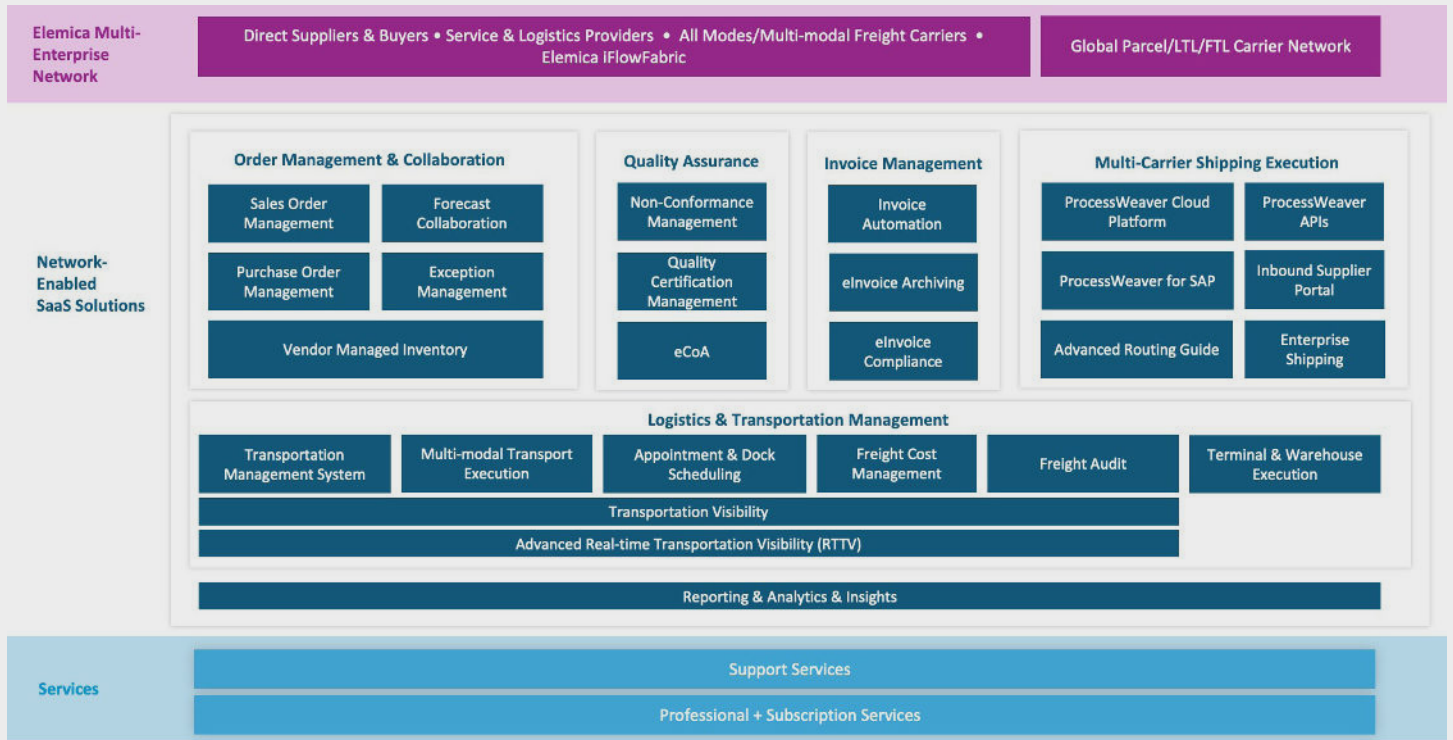 Elemica Multi-
Enterprise
Network
Direct Suppliers & Buyers • Service & Logistics Providers • All Modes/Multi-modal Freight Carriers •
Elemica iFlowFabric
Global Parcel/LTL/FTL Carrier Network
Network-
Enabled
SaaS Solutions
Order Management & Collaboration
Sales Order
Management
Forecast
Collaboration
Purchase Order
Management
Exception
Management
Vendor Managed Inventory
Quality Assurance
Non-Conformance
Management
Quality
Certification
Management
eCoA
Invoice Management
Invoice
Automation
eInvoice Archiving
eInvoice
Compliance
Multi-Carrier Shipping Execution
ProcessWeaver Cloud
Platform
ProcessWeaver
APIs
ProcessWeaver for SAP
Inbound Supplier
Portal
Advanced Routing Guide
Enterprise
Shipping
Logistics & Transportation Management
Transportation
Management System
Multi-modal Transport
Execution
Appointment & Dock
Scheduling
Freight Cost
Management
Freight Audit
Terminal & Warehouse
Execution
Transportation Visibility
Advanced Real-time Transportation Visibility (RTTV)
Reporting & Analytics & Insights
Services
Support Services
Professional + Subscription Services